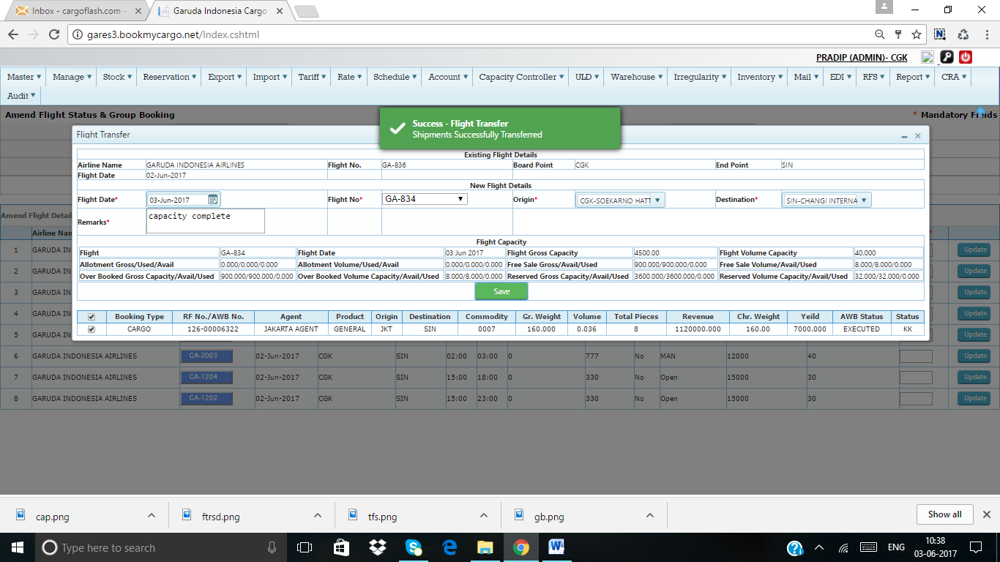 Inbox - cargoflash.com -
Garuda Indonesia Cargo
gares3.bookmycargo.net/Index.cshtml
PRADIP (ADMIN)- CGK
Master Manage Stock Reservation Export Import Tariff Rate Schedule Account Capacity Controller ULD Warehouse Irregularity Inventory Mail EDI RFS Report CRA
Audit
Amend Flight Status & Group Booking
* Mandatory Fields
Success - Flight Transfer
Shipments Successfully Transferred
Flight Transfer
Existing Flight Details
Airline Name GARUDA INDONESIA AIRLINES Flight No. GA-836 Board Point CGK End Point SIN
Flight Date 02-Jun-2017
New Flight Details
Flight Date* 03-Jun-2017 Flight No* GA-834 Origin* CGK-SOEKARNO HATT Destination* SIN-CHANGI INTERNA
Remarks* capacity complete
Flight Capacity
Flight GA-834 Flight Date 03 Jun 2017 Flight Gross Capacity 4500.00 Flight Volume Capacity 40.000
Allotment Gross/Used/Avail 0.000/0.000/0.000 Allotment Volume/Used/Avail 0.000/0.000/0.000 Free Sale Gross/Avail/Used 900.000/900.000/0.000 Free Sale Volume/Avail/Used 8.000/8.000/0.000
Over Booked Gross Capacity/Avail/Used 900.000/900.000/0.000 Over Booked Volume Capacity/Avail/Used 8.000/8.000/0.000 Reserved Gross Capacity/Avail/Used 3600.000/3600.000/0.000 Reserved Volume Capacity/Avail/Used 32.000/32.000/0.000
Save
Booking Type RF No./AWB No. Agent Product Origin Destination Commodity Gr. Weight Volume Total Pieces Revenue Chr. Weight Yeild AWB Status Status
CARGO 126-00006322 JAKARTA AGENT GENERAL JKT SIN 0007 160.000 0.036 8 1120000.000 160.00 7000.000 EXECUTED KK
Amend Flight Detail
Airline Nan
1 GARUDA IN Update
2 GARUDA IN Update
3 GARUDA IN Update
4 GARUDA IN Update
5 GARUDA IN Update
6 GARUDA INDONESIA AIRLINES GA-2003 02-Jun-2017 CGK SIN 02:00 03:00 0 777 No MAN 12000 40 Update
7 GARUDA INDONESIA AIRLINES GA-1204 02-Jun-2017 CGK SIN 15:00 18:00 0 330 No Open 15000 30 Update
8 GARUDA INDONESIA AIRLINES GA-1202 02-Jun-2017 CGK SIN 15:00 23:00 0 330 No Open 15000 30 Update
cap.png
ftrsd.png
tfs.png
gb.png
Show all
Type here to search
ENG
10:38
03-06-2017